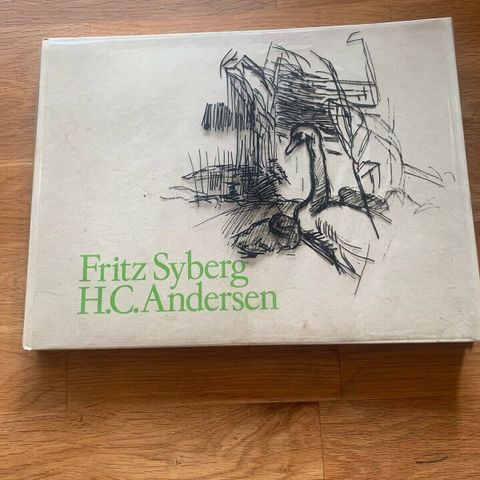 Fritz Syberg
H.C. Andersen